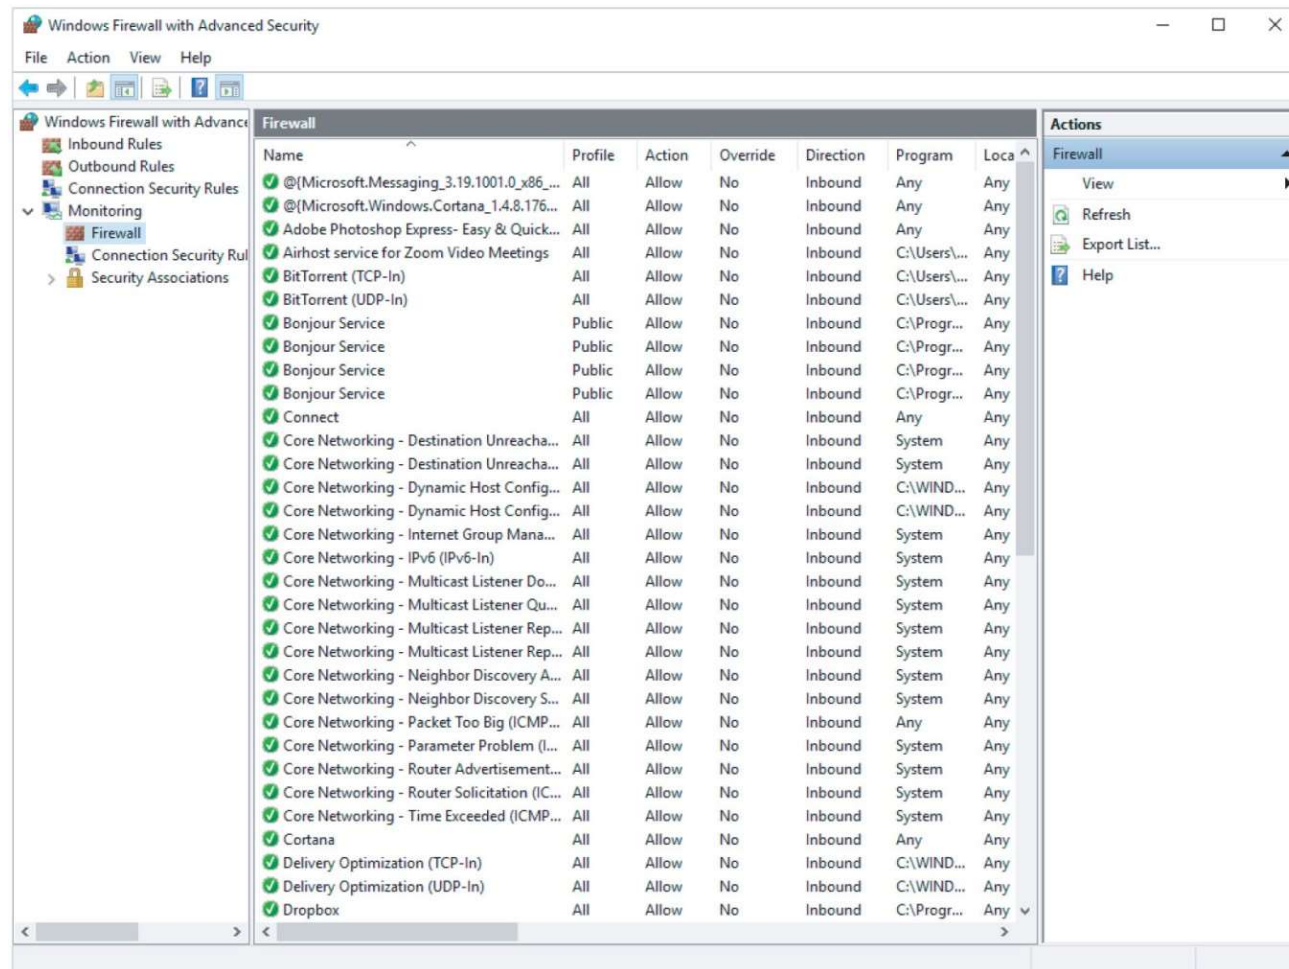 Windows Firewall with Advanced Security
File Action View Help
Windows Firewall with Advance
Inbound Rules
Outbound Rules
Connection Security Rules
Monitoring
Firewall
Connection Security Rul
Security Associations
Firewall
Name Profile Action Override Direction Program Loca
@{Microsoft.Messaging_3.19.1001.0_x86_... All Allow No Inbound Any Any
@{Microsoft.Windows.Cortana_1.4.8.176... All Allow No Inbound Any Any
Adobe Photoshop Express- Easy & Quick... All Allow No Inbound Any Any
Airhost service for Zoom Video Meetings All Allow No Inbound C:\Users\... Any
BitTorrent (TCP-In) All Allow No Inbound C:\Users\... Any
BitTorrent (UDP-In) All Allow No Inbound C:\Users\... Any
Bonjour Service Public Allow No Inbound C:\Progr... Any
Bonjour Service Public Allow No Inbound C:\Progr... Any
Bonjour Service Public Allow No Inbound C:\Progr... Any
Bonjour Service Public Allow No Inbound C:\Progr... Any
Connect All Allow No Inbound Any Any
Core Networking - Destination Unreacha... All Allow No Inbound System Any
Core Networking - Destination Unreacha... All Allow No Inbound System Any
Core Networking - Dynamic Host Config... All Allow No Inbound C:\WIND... Any
Core Networking - Dynamic Host Config... All Allow No Inbound C:\WIND... Any
Core Networking - Internet Group Mana... All Allow No Inbound System Any
Core Networking - IPv6 (IPv6-In) All Allow No Inbound System Any
Core Networking - Multicast Listener Do... All Allow No Inbound System Any
Core Networking - Multicast Listener Qu... All Allow No Inbound System Any
Core Networking - Multicast Listener Rep... All Allow No Inbound System Any
Core Networking - Multicast Listener Rep... All Allow No Inbound System Any
Core Networking - Neighbor Discovery A... All Allow No Inbound System Any
Core Networking - Neighbor Discovery S... All Allow No Inbound System Any
Core Networking - Packet Too Big (ICMP... All Allow No Inbound Any Any
Core Networking - Parameter Problem (I... All Allow No Inbound System Any
Core Networking - Router Advertisement... All Allow No Inbound System Any
Core Networking - Router Solicitation (IC... All Allow No Inbound System Any
Core Networking - Time Exceeded (ICMP... All Allow No Inbound System Any
Cortana All Allow No Inbound Any Any
Delivery Optimization (TCP-In) All Allow No Inbound C:\WIND... Any
Delivery Optimization (UDP-In) All Allow No Inbound C:\WIND... Any
Dropbox All Allow No Inbound C:\Progr... Any
Actions
Firewall
View
Refresh
Export List...
Help